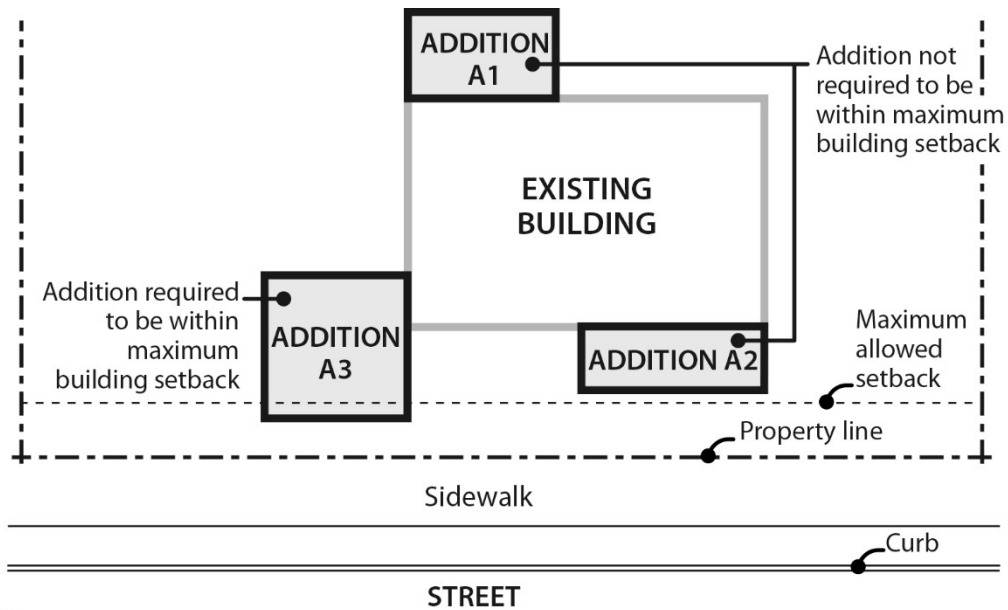 ADDITION
A1
Addition not
required to be
within maximum
building setback
EXISTING
BUILDING
Addition required
to be within
maximum
building setback
ADDITION
A3
ADDITION A2
Maximum
allowed
setback
Property line
Sidewalk
Curb
STREET